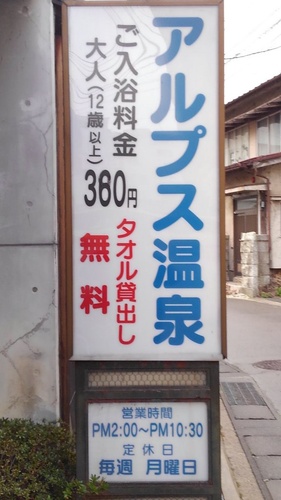 アルプス温泉
ご入浴料金
大人(12歳以上)
360円
タオル貸出し
無料
営業時間
PM2:00~PM10:30
定休日
毎週 月曜日